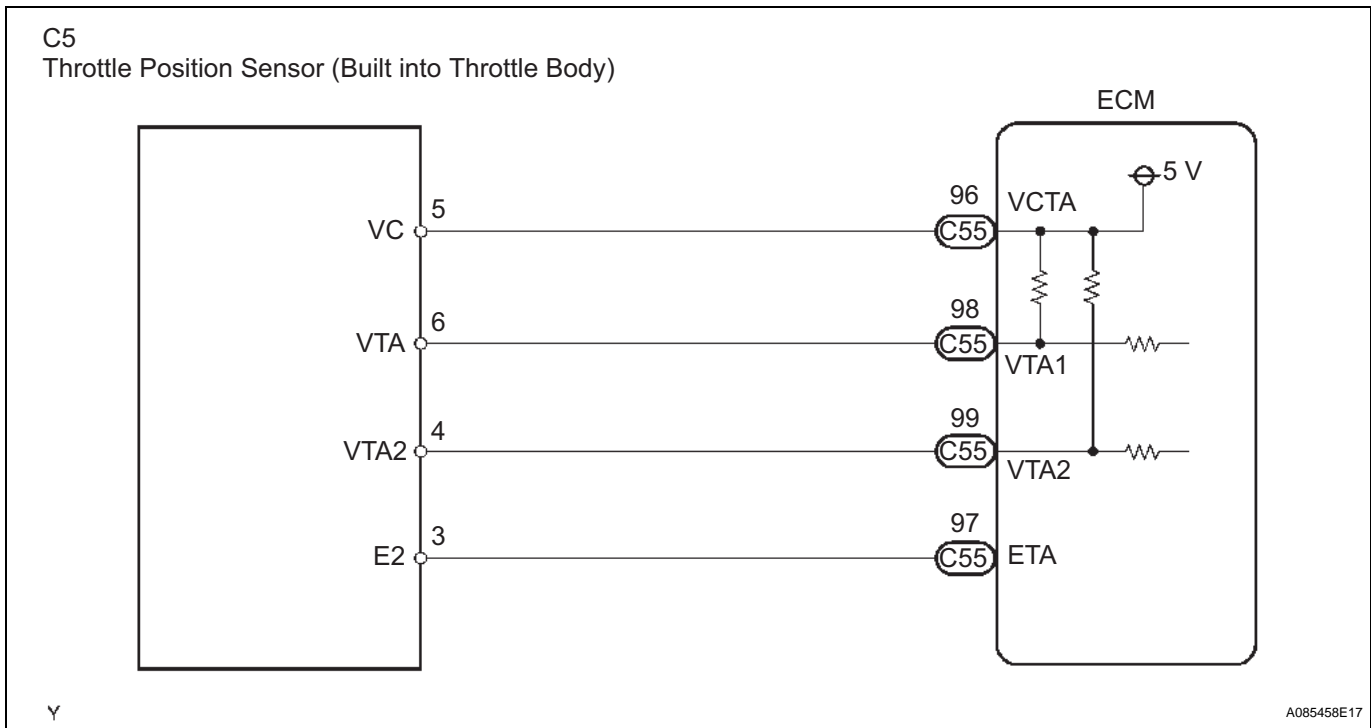 C5
Throttle Position Sensor (Built into Throttle Body)
ECM
5 V
VC
5
96
C55
VCTA
VTA
6
98
C55
VTA1
VTA2
4
99
C55
VTA2
E2
3
97
C55
ETA
Y
A085458E17